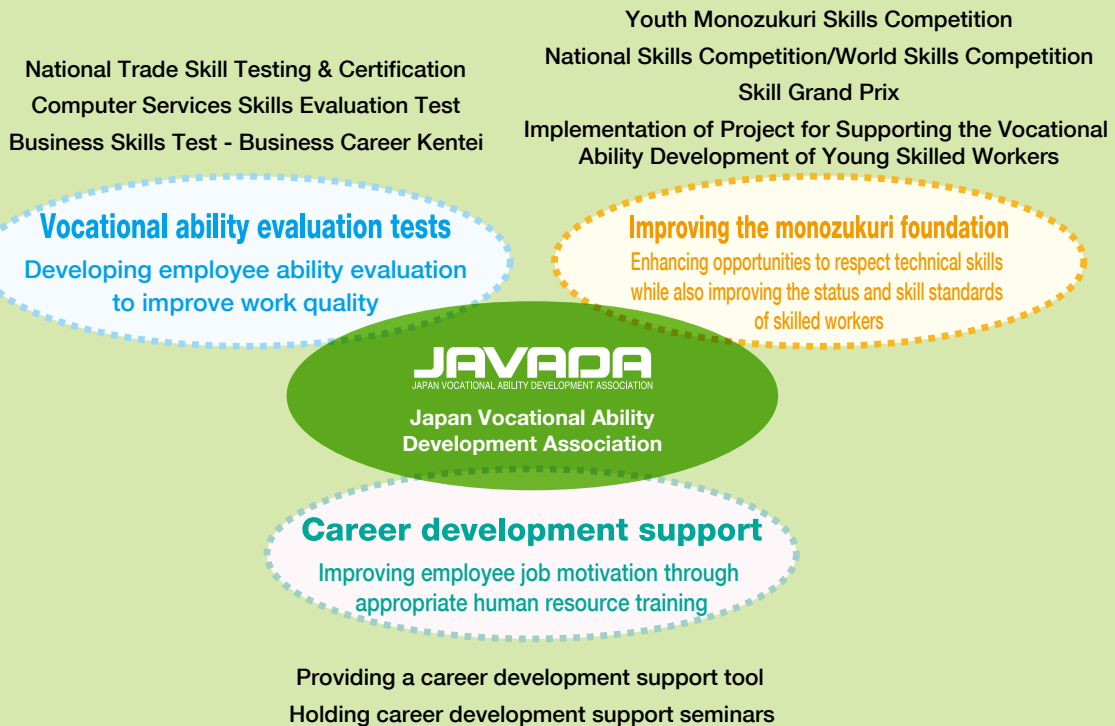 National Trade Skill Testing & Certification
Computer Services Skills Evaluation Test
Business Skills Test - Business Career Kentei
Vocational ability evaluation tests
Developing employee ability evaluation
to improve work quality
Youth Monozukuri Skills Competition
National Skills Competition/World Skills Competition
Skill Grand Prix
Implementation of Project for Supporting the Vocational
Ability Development of Young Skilled Workers
Improving the monozukuri foundation
Enhancing opportunities to respect technical skills
while also improving the status and skill standards
of skilled workers
JAVADA
JAPAN VOCATIONAL ABILITY DEVELOPMENT ASSOCIATION
Japan Vocational Ability
Development Association
Career development support
Improving employee job motivation through
appropriate human resource training
Providing a career development support tool
Holding career development support seminars